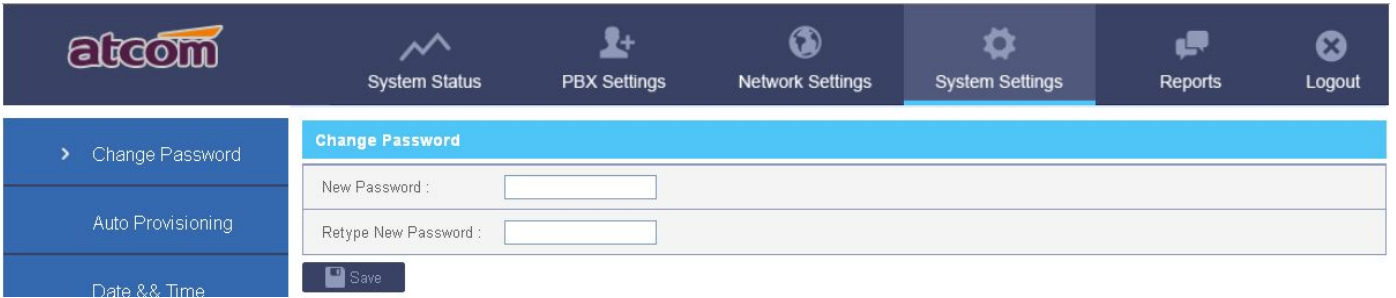 atcom
System Status PBX Settings Network Settings System Settings Reports Logout
> Change Password
Auto Provisioning
Date && Time
Change Password
New Password :
Retype New Password :
Save